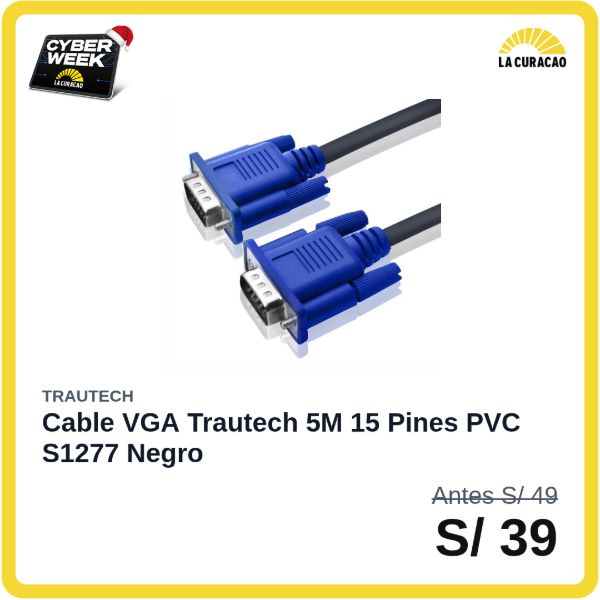 CYBER
WEEK
LA CURACAO
LA CURACAO
TRAUTECH
Cable VGA Trautech 5M 15 Pines PVC
S1277 Negro
Antes S/ 49
S/ 39